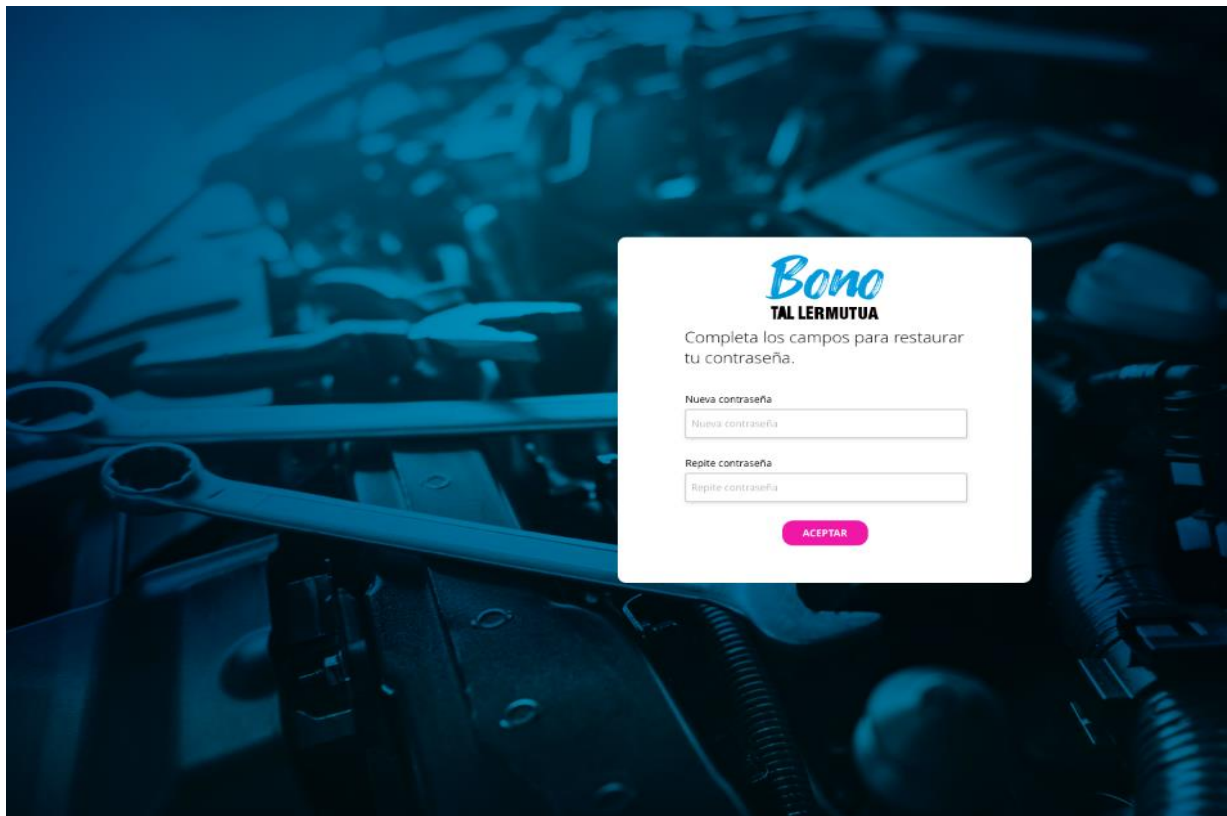 Bono
TAL LERMUTUA
Completa los campos para restaurar
tu contraseña.
Nueva contraseña
Nueva contraseña
Repite contraseña
Repite contraseña
ACEPTAR